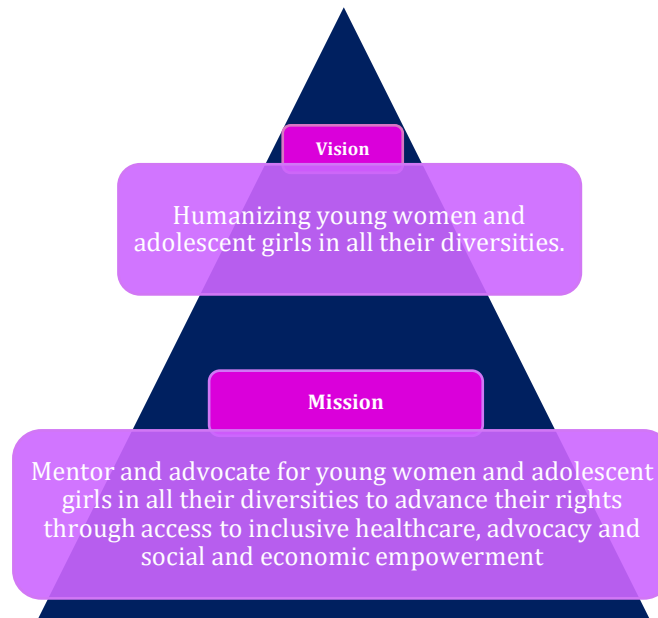 Vision
Humanizing young women and
adolescent girls in all their diversities.
Mission
Mentor and advocate for young women and adolescent
girls in all their diversities to advance their rights
through access to inclusive healthcare, advocacy and
social and economic empowerment